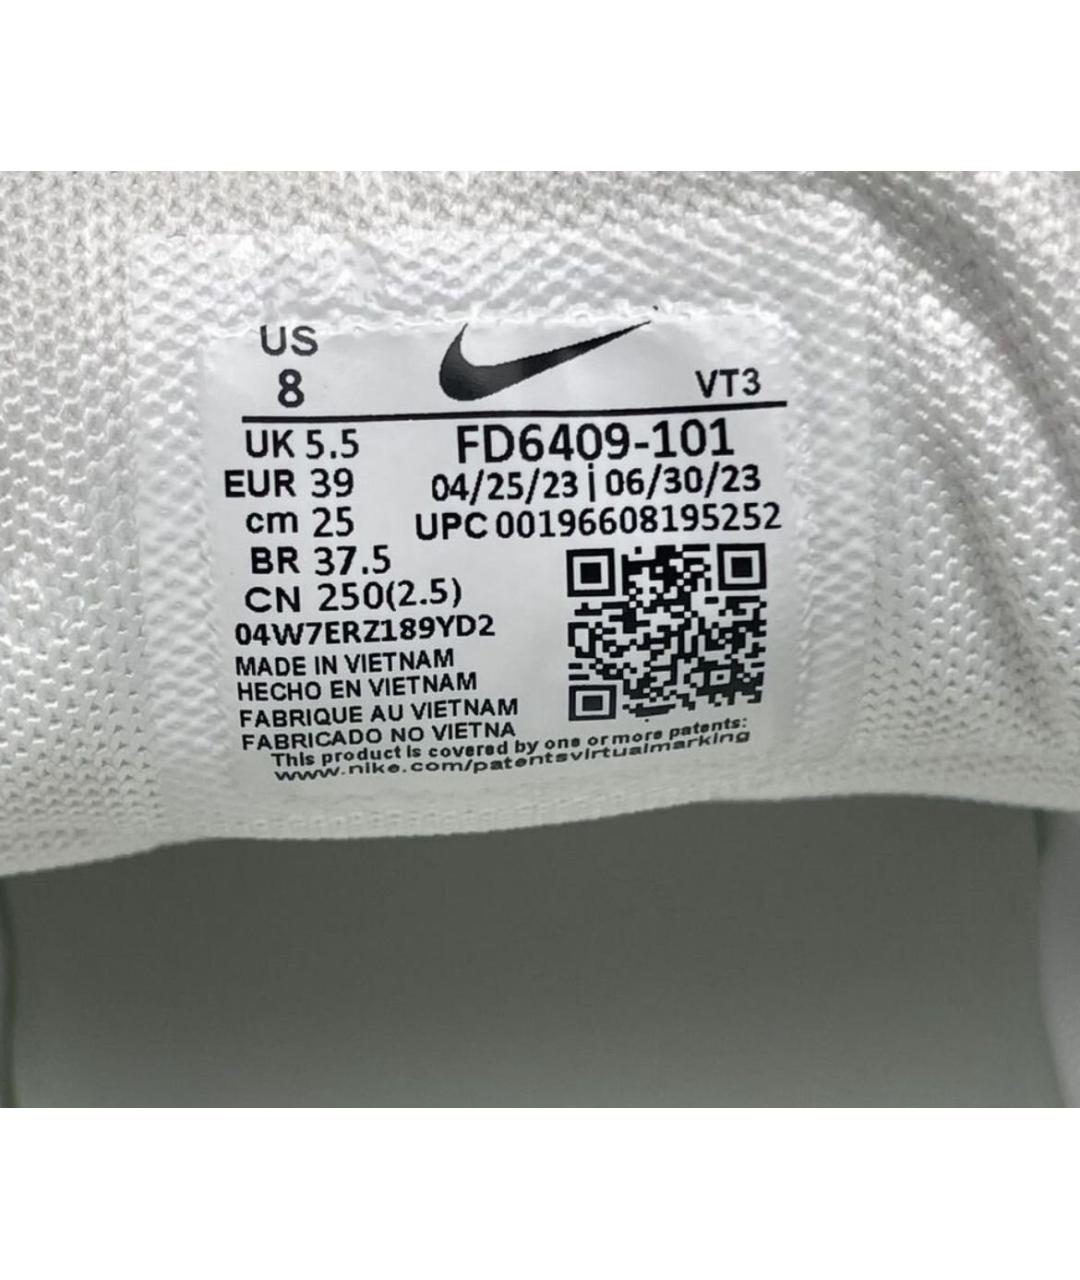 US
8
VT3
UK 5.5
FD6409-101
EUR 39
04/25/23 | 06/30/23
cm 25
UPC 00196608195252
BR 37.5
CN 250(2.5)
04W7ERZ189YD2
MADE IN VIETNAM
HECHO EN VIETNAM
FABRIQUE AU VIETNAM
FABRICADO NO VIETNA
This product is covered by one or more patents:
www.nike.com/patentsvirtualmarking